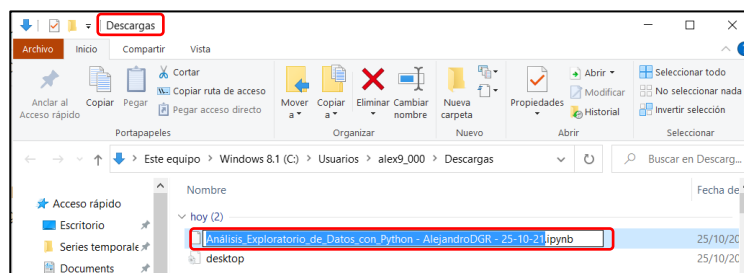 Descargas
Archivo Inicio Compartir Vista
Anclar al
Acceso rápido
Copiar
Pegar
Cortar
Copiar ruta de acceso
Pegar acceso directo
Portapapeles
Mover
a
Copiar
a
Eliminar
Cambiar
nombre
Organizar
Nueva
carpeta
Nuevo
Propiedades
Abrir
Modificar
Historial
Abrir
Seleccionar todo
No seleccionar nada
Invertir selección
Seleccionar
Este equipo > Windows 8.1 (C:) > Usuarios > alex9_000 > Descargas
Buscar en Descarg...
Nombre
Fecha de
Acceso rápido
Escritorio
Series temporale
Documents
hoy (2)
Análisis_Exploratorio_de_Datos_con_Python - AlejandroDGR - 25-10-21.ipynb 25/10/20
desktop 25/10/20